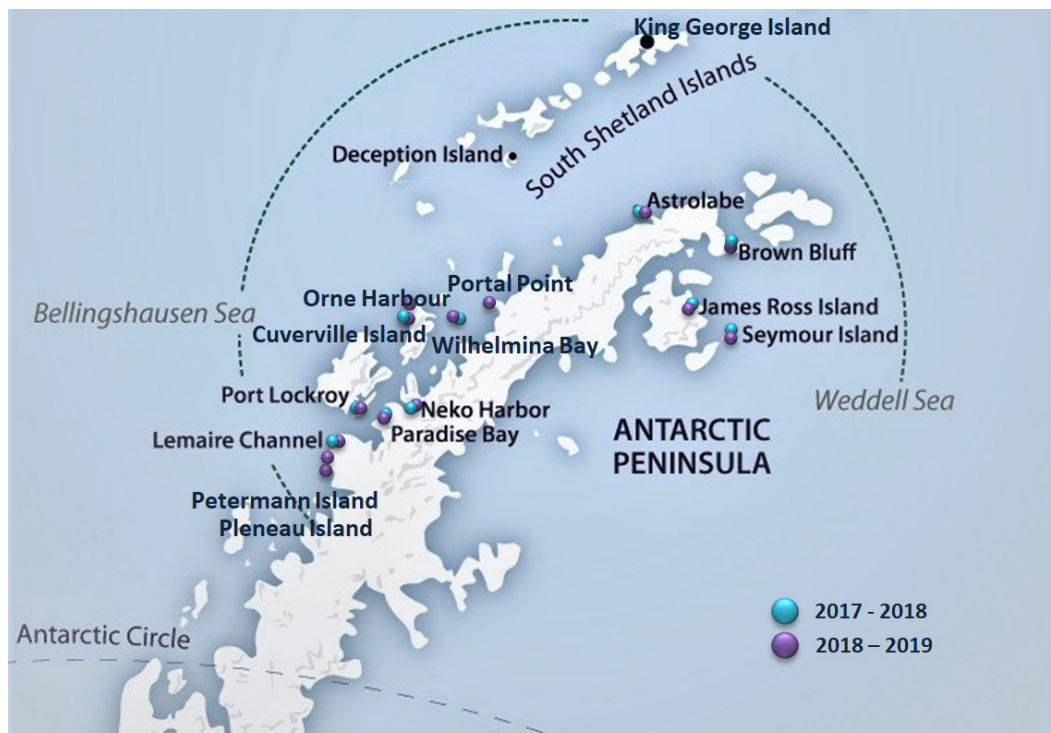 King George Island
South Shetland Islands
Deception Island
Astrolabe
Brown Bluff
Portal Point
Orne Harbour
James Ross Island
Bellingshausen Sea
Cuverville Island
Wilhelmina Bay
Seymour Island
Port Lockroy
Weddell Sea
Neko Harbor
Paradise Bay
Lemaire Channel
ANTARCTIC
PENINSULA
Petermann Island
Pleneau Island
2017 - 2018
Antarctic Circle
2018 – 2019